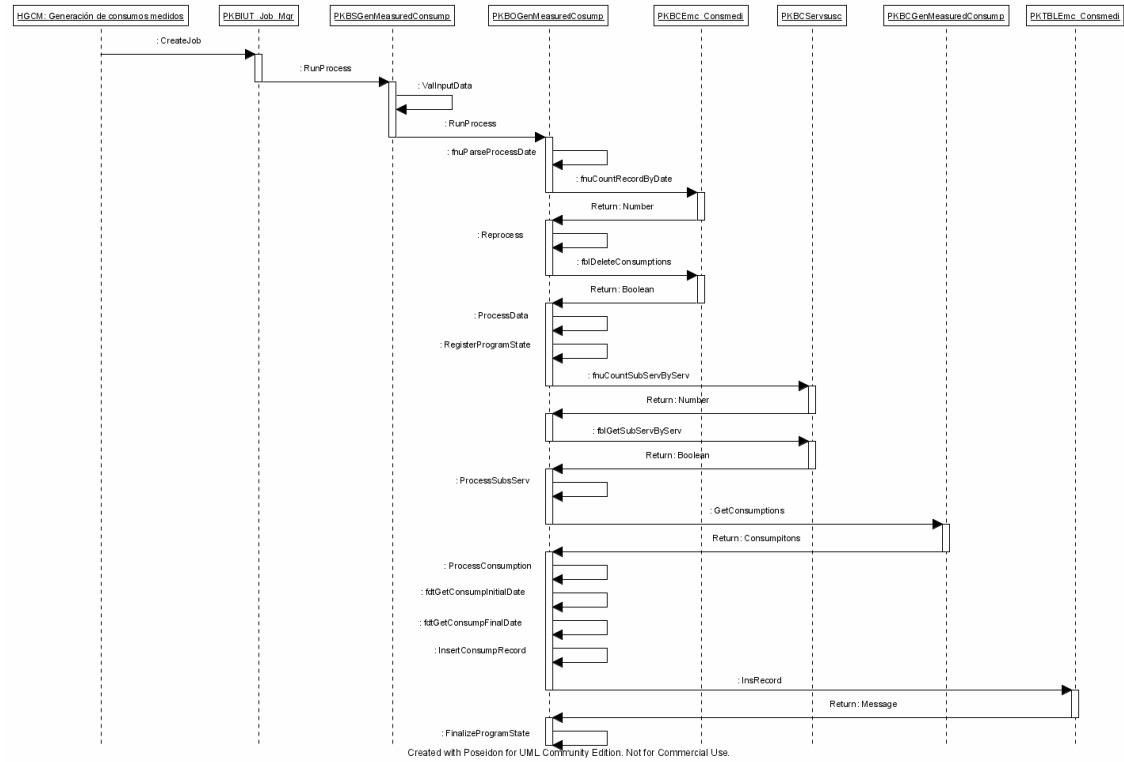 HGCM: Generación de consumos medidos
PKBIUT_Job_Mgr
PKBSGenMeasuredConsump
PKBOGenMeasuredCosump
PKBCEmc_Consmedi
PKBCServsusc
PKBCGenMeasuredConsump
PKTBLEmc_Consmedi
: CreateJob
: RunProcess
: ValInputData
: RunProcess
: fnuParseProcessDate
: fnuCountRecordByDate
Return: Number
: Reprocess
: fblDeleteConsumptions
Return: Boolean
: ProcessData
: RegisterProgramState
: fnuCountSubServByServ
Return: Number
: fblGetSubServByServ
Return: Boolean
: ProcessSubsServ
: GetConsumptions
Return: Consumpitons
: ProcessConsumption
: fdtGetConsumpInitialDate
: fdtGetConsumpFinalDate
: InsertConsumpRecord
: InsRecord
Return: Message
: FinalizeProgramState
Created with Poseidon for UML Community Edition. Not for Commercial Use.